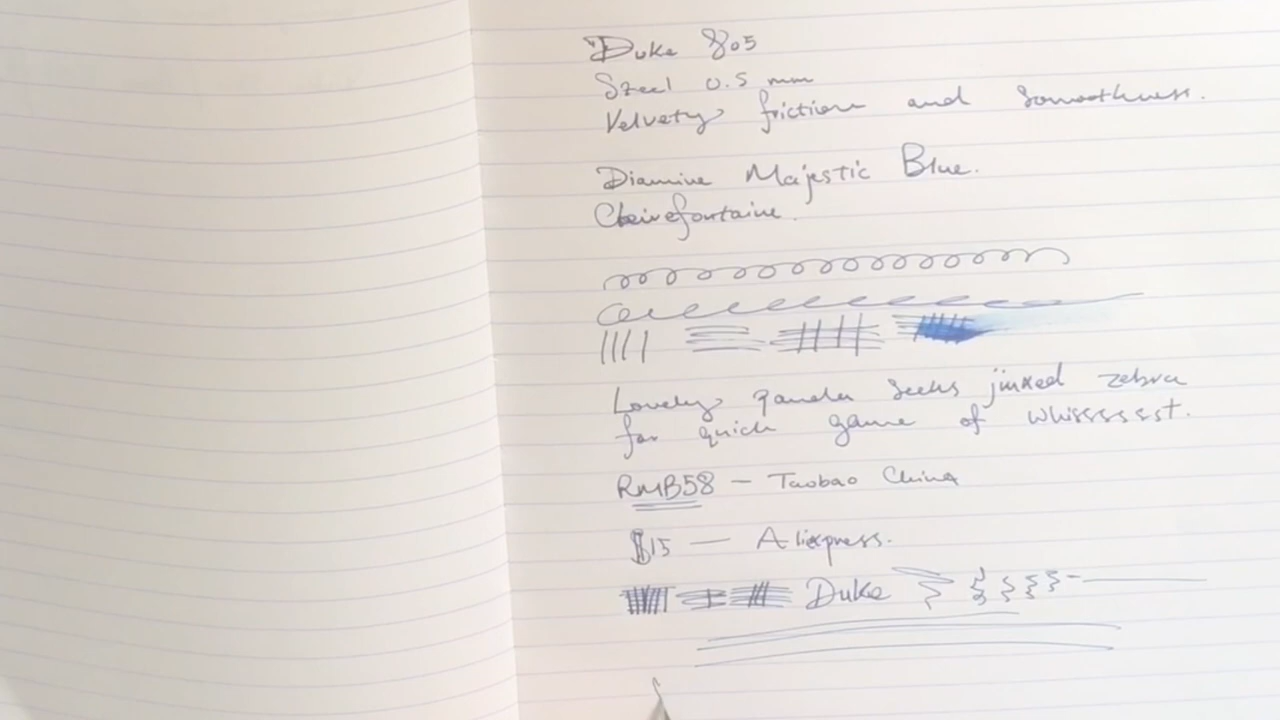 Duke 805
Steel 0.5 mm
Velvety friction and smoothness.
Diamine Majestic Blue.
Clairefontaine.
Lovely panda seeks jinxed zebra
for quick game of whisssssst.
RMB58 — Taobao China
$15 — Aliexpress.
Duke